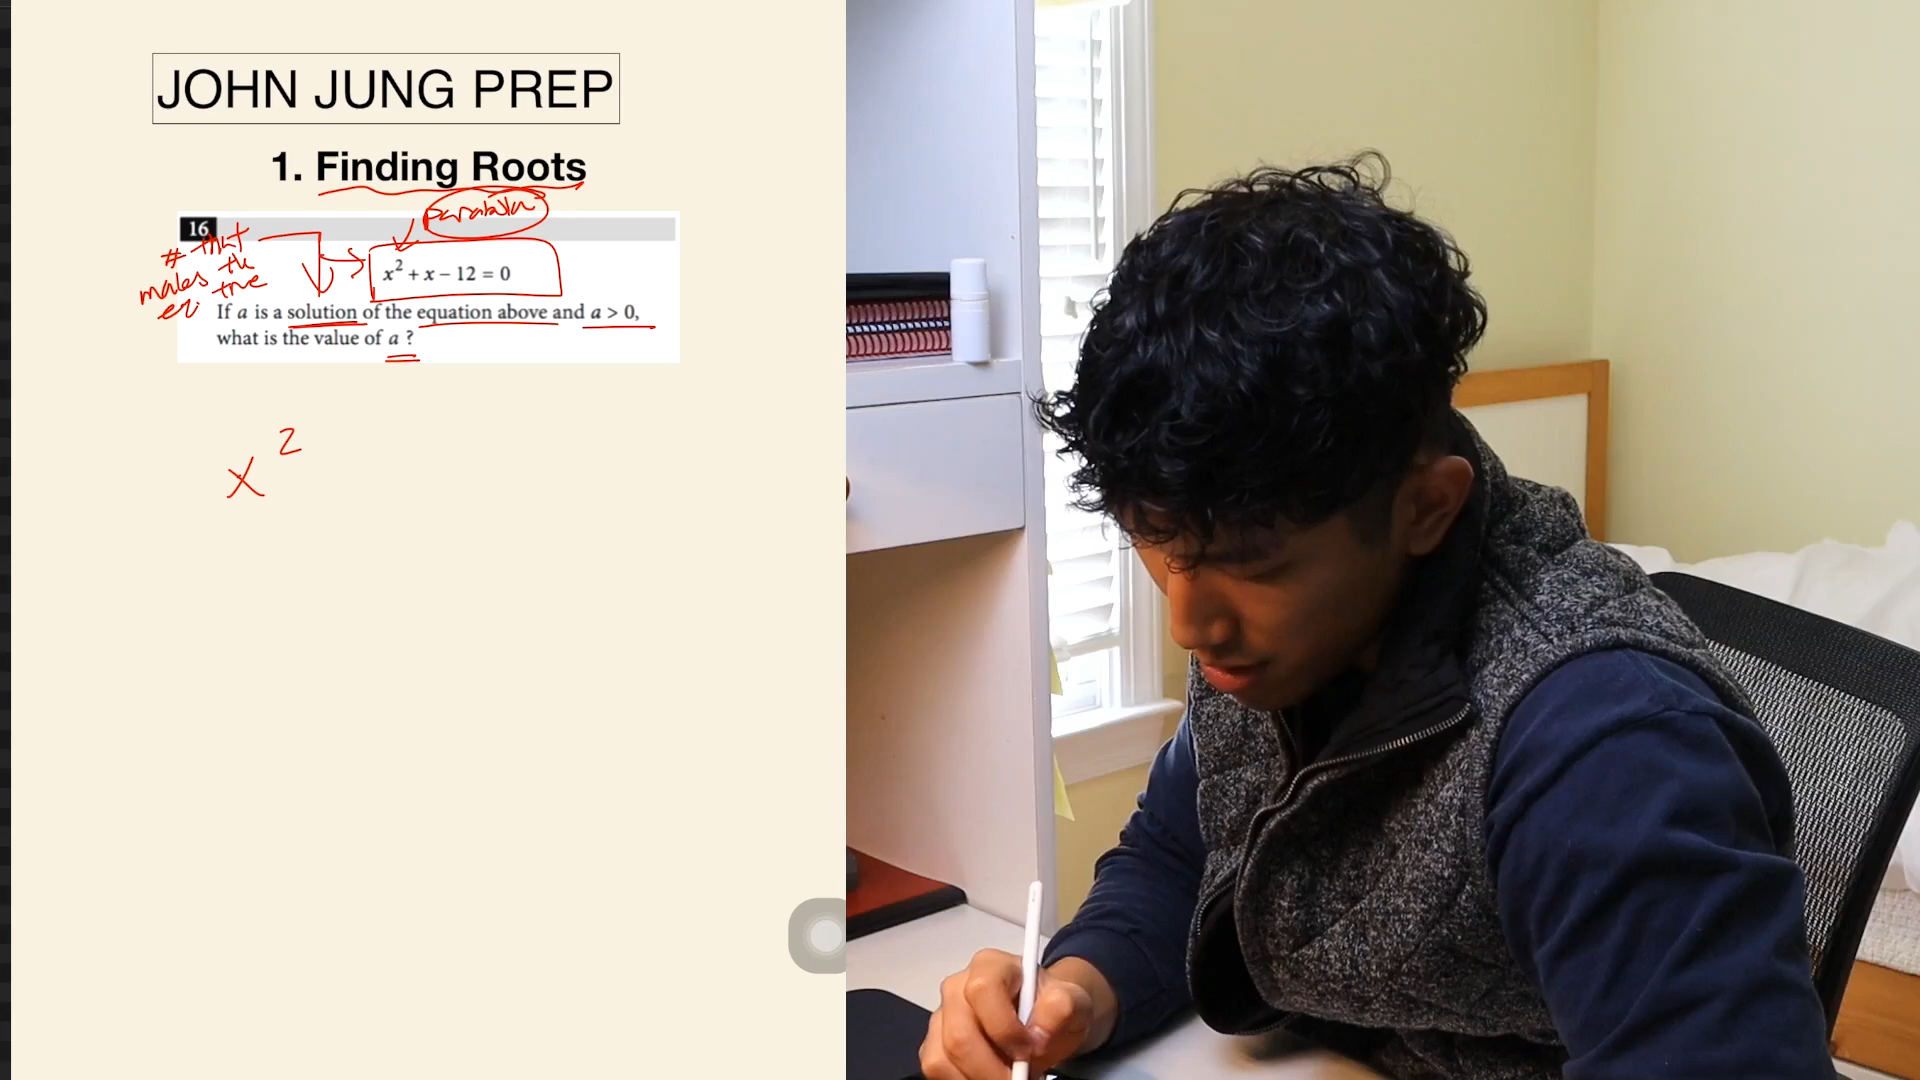 JOHN JUNG PREP
1. Finding Roots
parabola
16
# that
makes the
eq. true
x² + x − 12 = 0
If a is a solution of the equation above and a > 0,
what is the value of a ?
x²